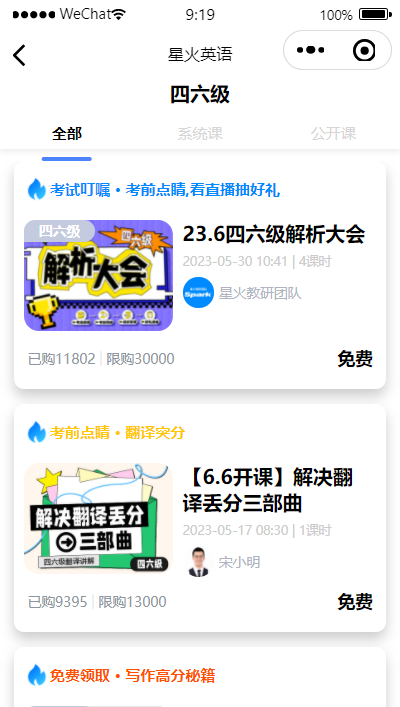 WeChat
9:19
100%
星火英语
四六级
全部
系统课
公开课
考试叮嘱·考前点睛,看直播抽好礼
四六级
四六级
解析大会
23.6四六级解析大会
2023-05-30 10:41 | 4课时
Spark
星火教研团队
已购11802 | 限购30000
免费
考前点睛·翻译突分
解决翻译丢分
三部曲
四六级翻译讲解
四六级
【6.6开课】解决翻
译丢分三部曲
2023-05-17 08:30 | 1课时
宋小明
已购9395 | 限购13000
免费
免费领取·写作高分秘籍